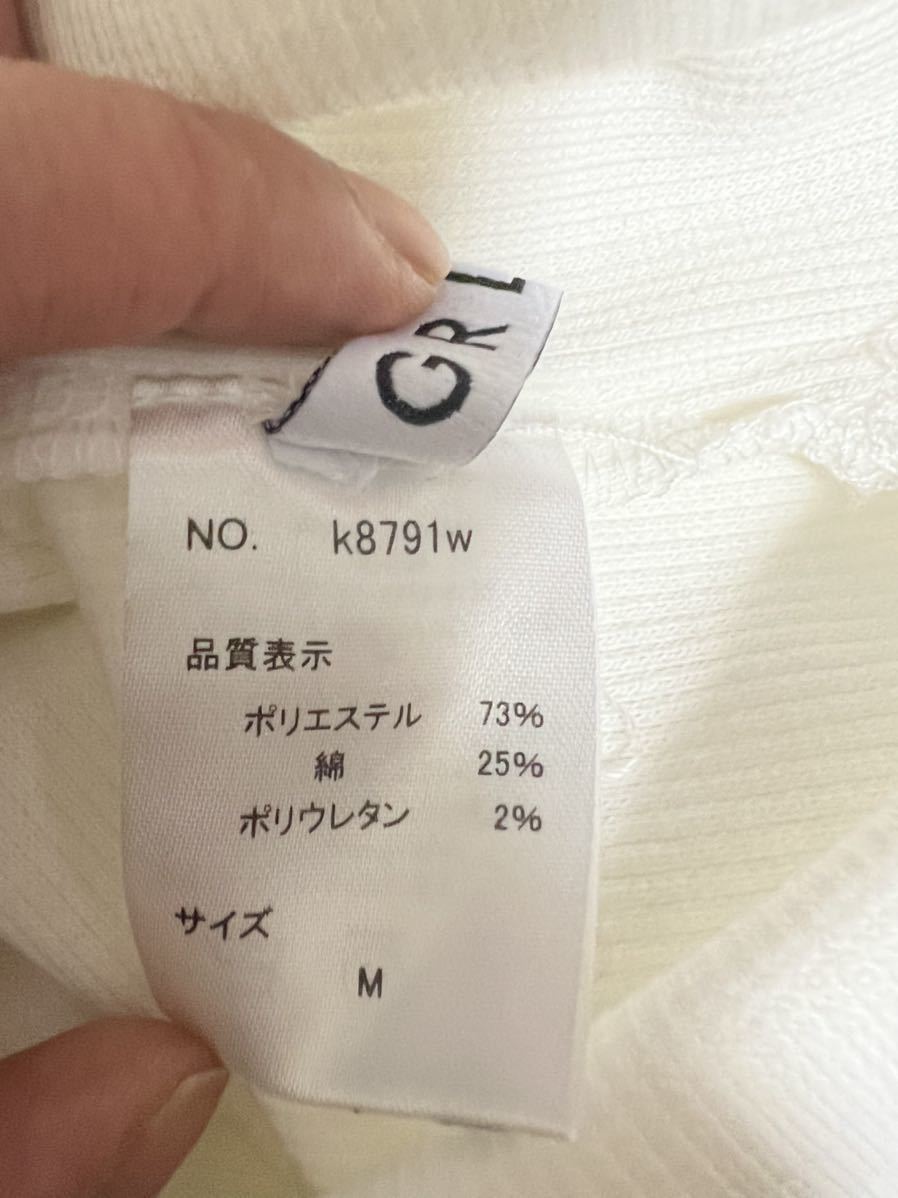 GR
NO. k8791w
品質表示
ポリエステル 73%
綿 25%
ポリウレタン 2%
サイズ
M